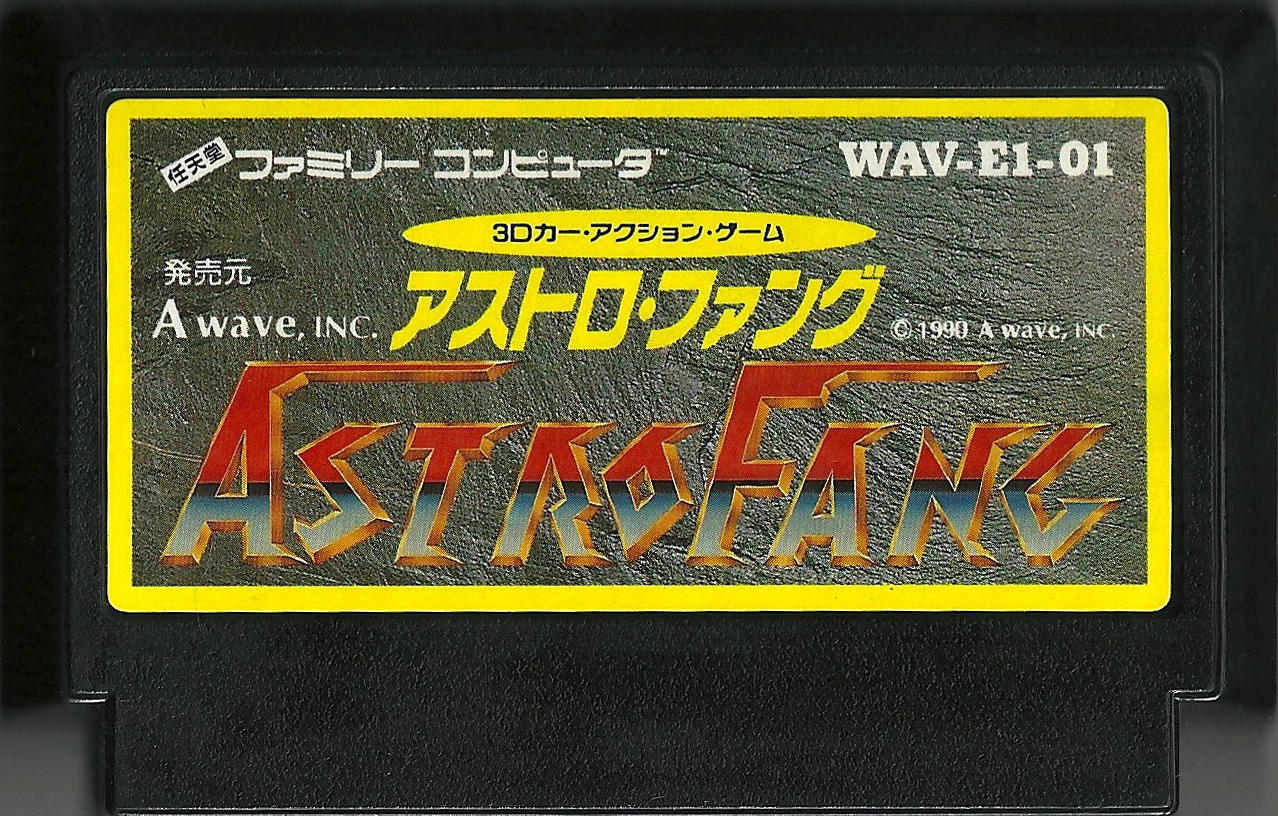 任天堂 ファミリー コンピュータ™ WAV-E1-01
3Dカー・アクション・ゲーム
発売元
A wave, INC.
アストロ・ファング
© 1990 A wave, INC.
ASTRO FANG